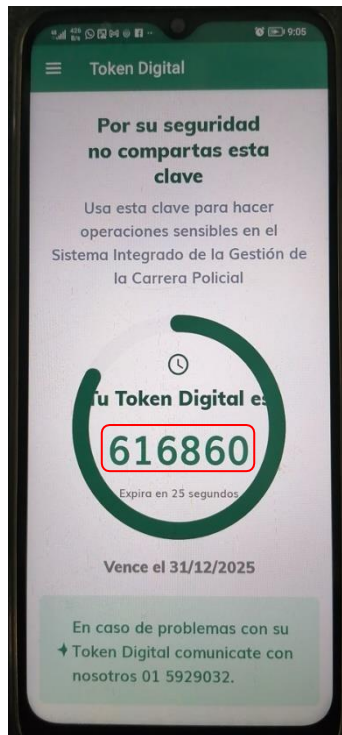 426 B/s 9:05
Token Digital
Por su seguridad
no compartas esta
clave
Usa esta clave para hacer
operaciones sensibles en el
Sistema Integrado de la Gestión de
la Carrera Policial
Tu Token Digital es
616860
Expira en 25 segundos
Vence el 31/12/2025
En caso de problemas con su
Token Digital comunicate con
nosotros 01 5929032.